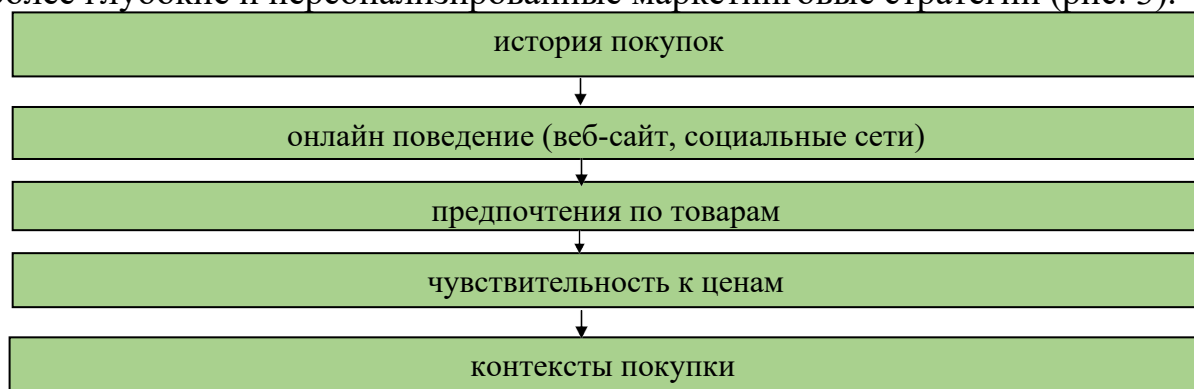 более глубокие и персонализированные маркетинговые стратегии (рис. 3).
история покупок
онлайн поведение (веб-сайт, социальные сети)
предпочтения по товарам
чувствительность к ценам
контексты покупки